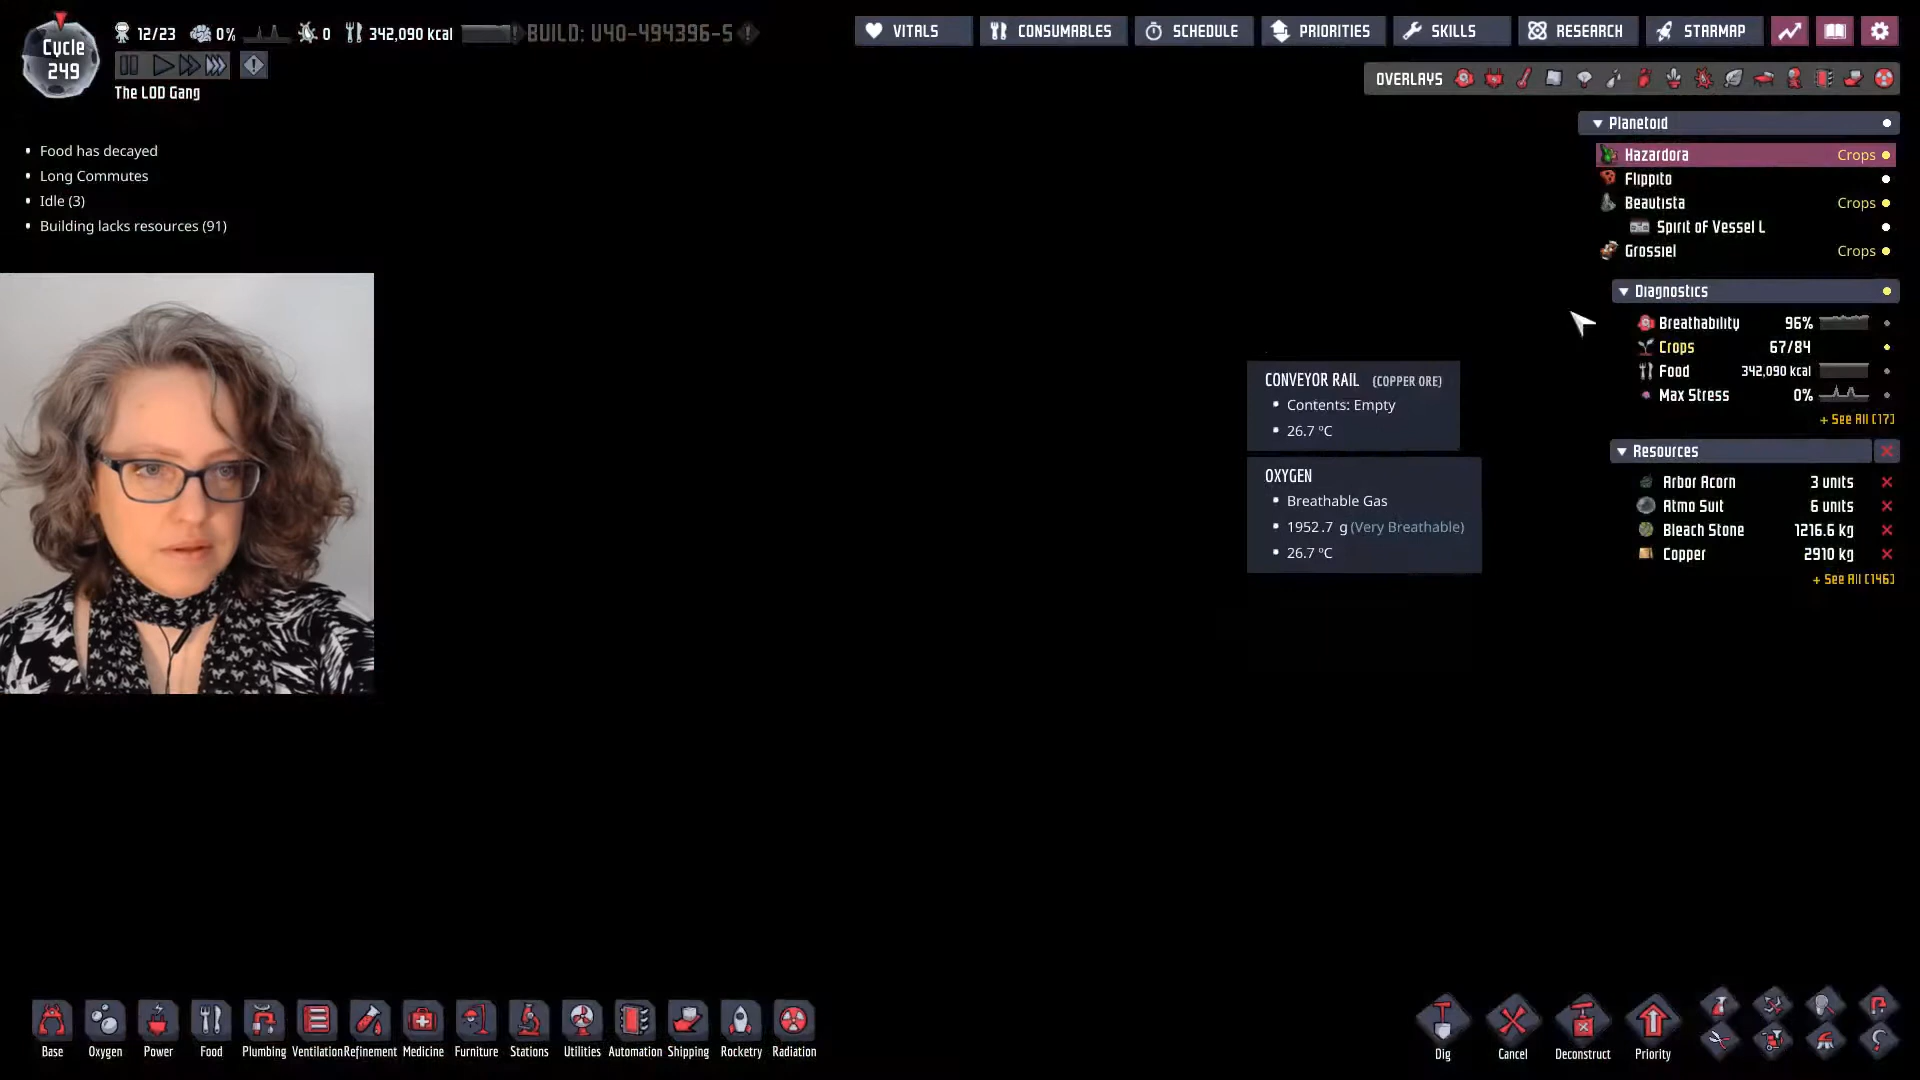 Cycle
249
12/23
0%
0
342,090 kcal
BUILD: U40-494396-S
VITALS
CONSUMABLES
SCHEDULE
PRIORITIES
SKILLS
RESEARCH
STARMAP
The LOD Gang
OVERLAYS
Food has decayed
Long Commutes
Idle (3)
Building lacks resources (91)
Planetoid
Hazardora Crops
Flippito
Beautista Crops
Spirit of Vessel L
Grossiel Crops
Diagnostics
Breathability 96%
Crops 67/84
Food 342,090 kcal
Max Stress 0%
+ See All (17)
Resources
Arbor Acorn 3 units
Atmo Suit 6 units
Bleach Stone 1216.6 kg
Copper 2910 kg
+ See All (146)
CONVEYOR RAIL (COPPER ORE)
Contents: Empty
26.7 ºC
OXYGEN
Breathable Gas
1952.7 g (Very Breathable)
26.7 ºC
Base
Oxygen
Power
Food
Plumbing
Ventilation
Refinement
Medicine
Furniture
Stations
Utilities
Automation
Shipping
Rocketry
Radiation
Dig
Cancel
Deconstruct
Priority